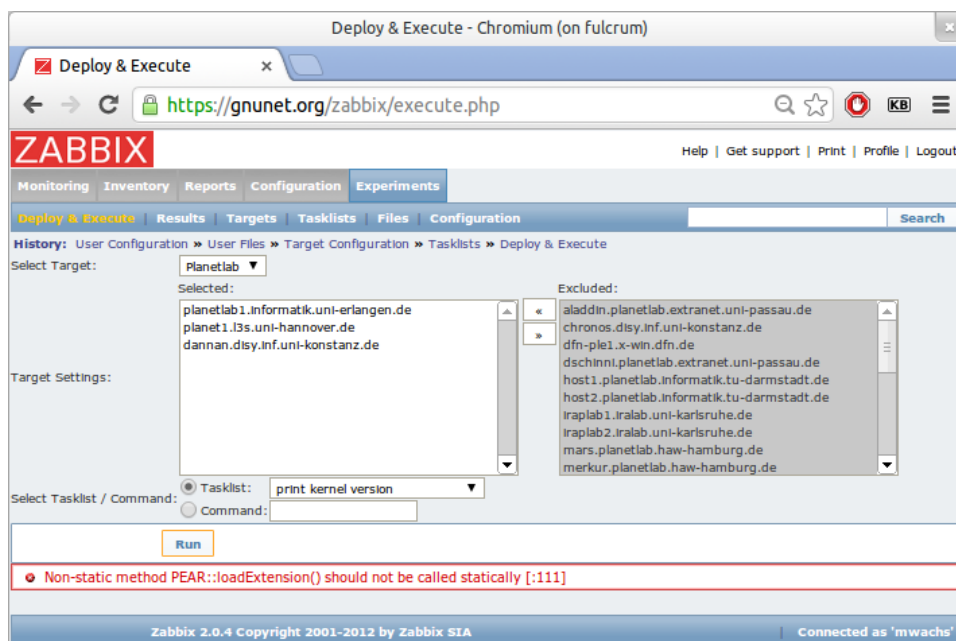 Deploy & Execute - Chromium (on fulcrum)
Deploy & Execute
https://gnunet.org/zabbix/execute.php
KB
ZABBIX
Help | Get support | Print | Profile | Logout
Monitoring Inventory Reports Configuration Experiments
Deploy & Execute | Results | Targets | Tasklists | Files | Configuration Search
History: User Configuration » User Files » Target Configuration » Tasklists » Deploy & Execute
Select Target: Planetlab
Selected: Excluded:
planetlab1.informatik.uni-erlangen.de
planet1.l3s.uni-hannover.de
dannan.disy.inf.uni-konstanz.de
« »
aladdin.planetlab.extranet.uni-passau.de
chronos.disy.inf.uni-konstanz.de
dfn-ple1.x-win.dfn.de
dschinni.planetlab.extranet.uni-passau.de
host1.planetlab.informatik.tu-darmstadt.de
host2.planetlab.informatik.tu-darmstadt.de
iraplab1.iralab.uni-karlsruhe.de
iraplab2.iralab.uni-karlsruhe.de
mars.planetlab.haw-hamburg.de
merkur.planetlab.haw-hamburg.de
Target Settings:
Select Tasklist / Command:
Tasklist: print kernel version
Command:
Run
Non-static method PEAR::loadExtension() should not be called statically [:111]
Zabbix 2.0.4 Copyright 2001-2012 by Zabbix SIA | Connected as 'mwachs'